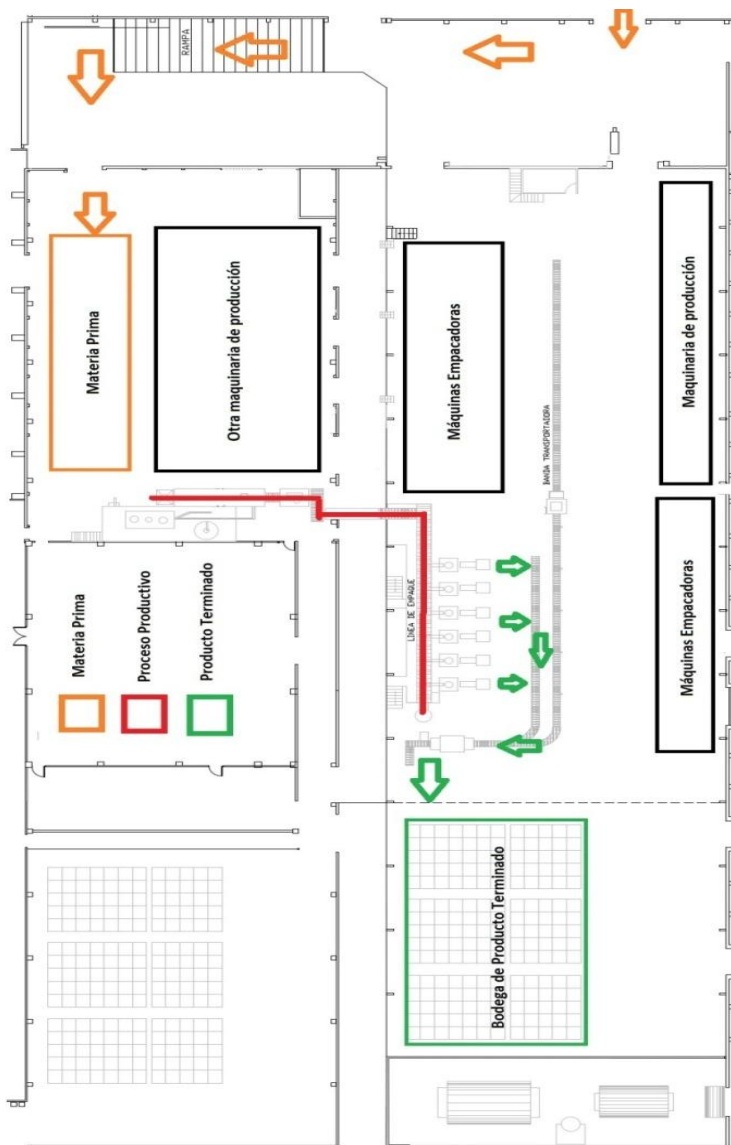 RAMPA
Materia Prima
Otra maquinaria de producción
Máquinas Empacadoras
Maquinaria de producción
BANDA TRANSPORTADORA
LINEA DE EMPAQUE
Materia Prima
Proceso Productivo
Producto Terminado
Máquinas Empacadoras
Bodega de Producto Terminado